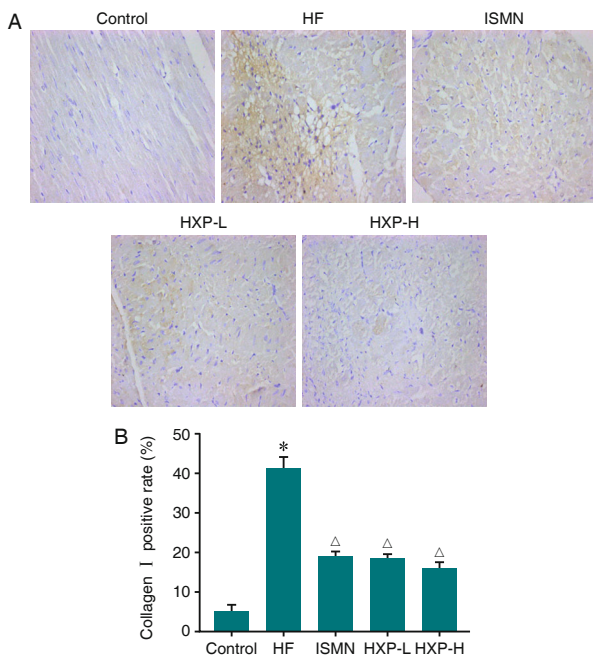 A
Control
HF
ISMN
HXP-L
HXP-H
B
Collagen Ⅰ positive rate (%)
50
40
30
20
10
0
*
△
△
△
Control HF ISMN HXP-L HXP-H